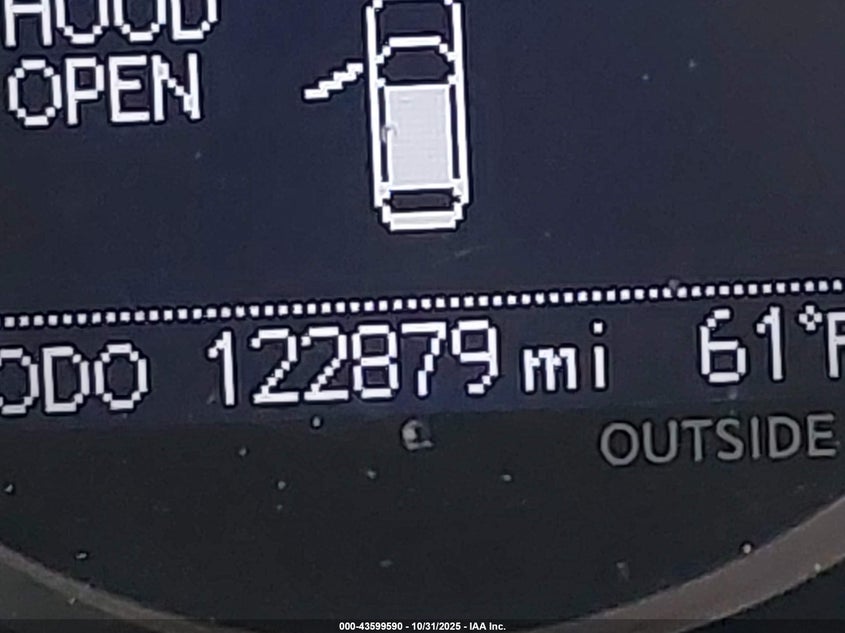 HOOD
OPEN
ODO 122879 mi 61°F
OUTSIDE
000-43599590 - 10/31/2025 - IAA Inc.